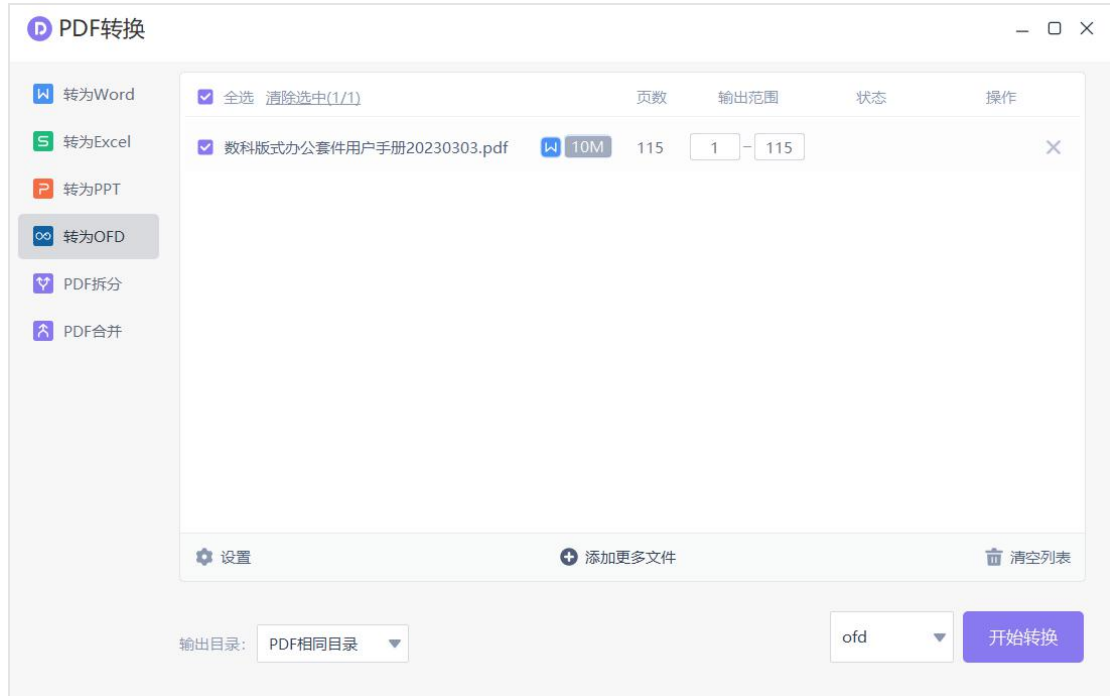 PDF转换
转为Word
转为Excel
转为PPT
转为OFD
PDF拆分
PDF合并
全选 清除选中(1/1) 页数 输出范围 状态 操作
数科版式办公套件用户手册20230303.pdf 10M 115 1 - 115
设置 添加更多文件 清空列表
输出目录: PDF相同目录 ofd 开始转换